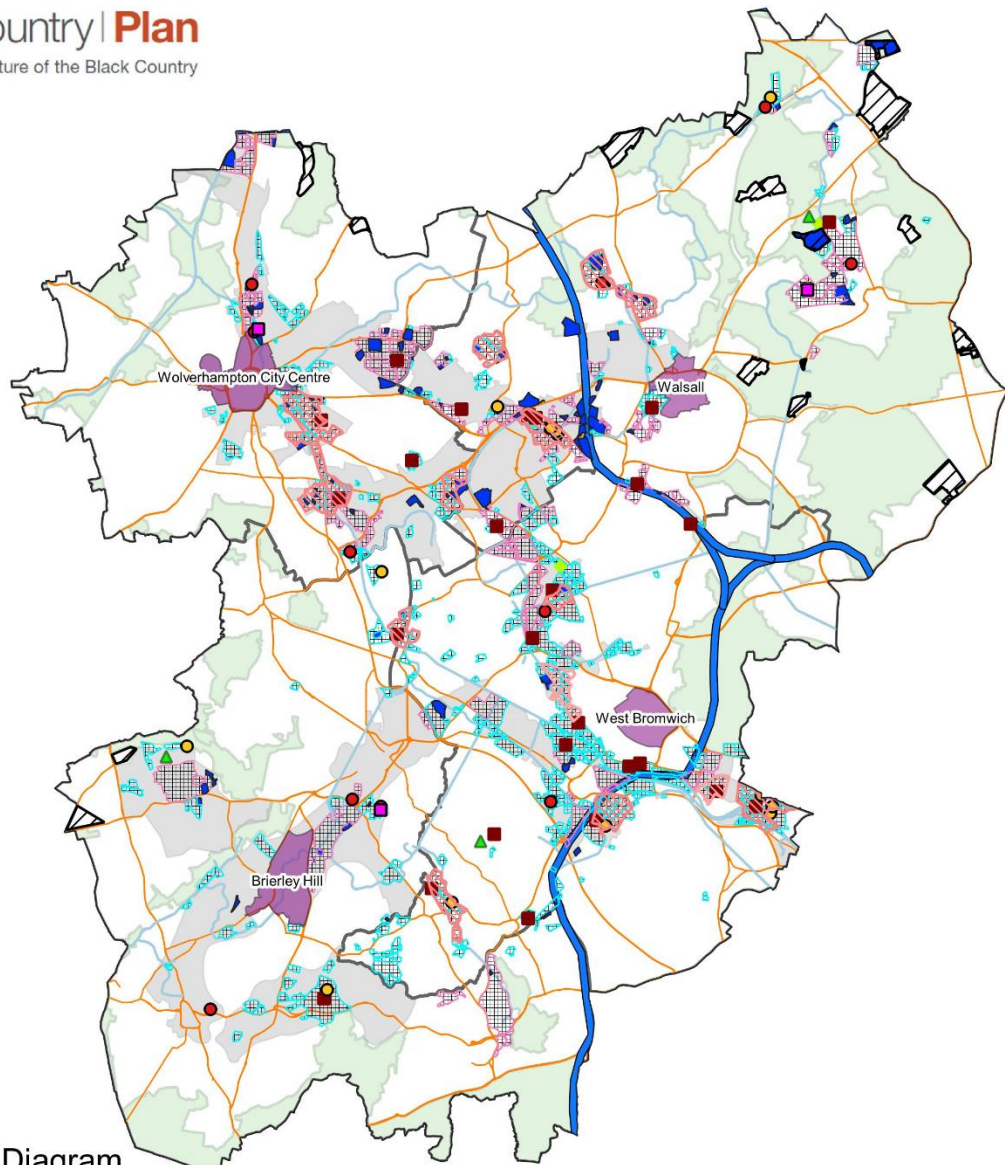 ountry | Plan
ture of the Black Country
Wolverhampton City Centre
Walsall
West Bromwich
Brierley Hill
Diagram